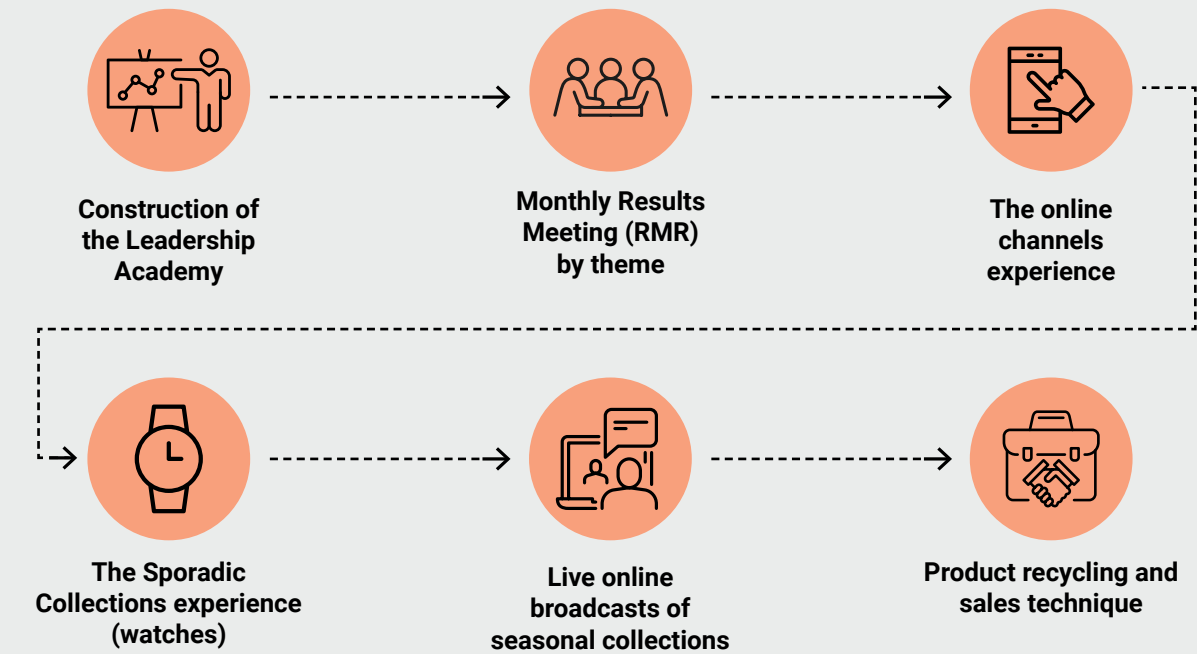 Construction of
the Leadership
Academy
Monthly Results
Meeting (RMR)
by theme
The online
channels
experience
The Sporadic
Collections experience
(watches)
Live online
broadcasts of
seasonal collections
Product recycling and
sales technique